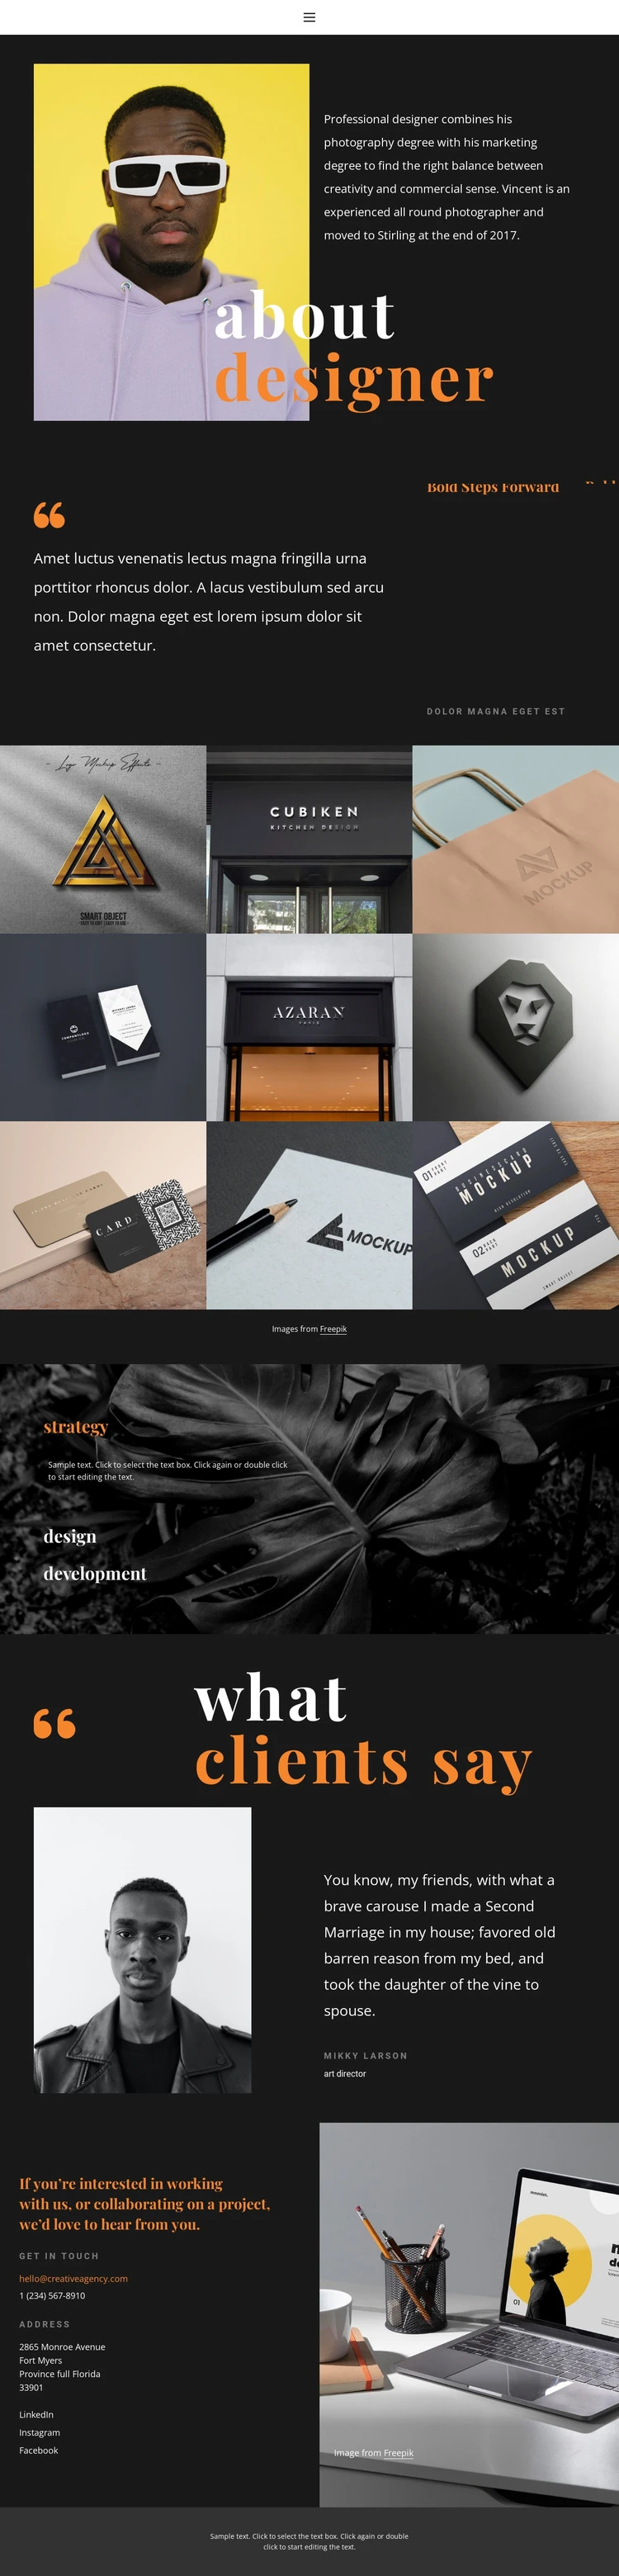 Professional designer combines his
photography degree with his marketing
degree to find the right balance between
creativity and commercial sense. Vincent is an
experienced all round photographer and
moved to Stirling at the end of 2017.
about
designer
Bold Steps Forward
“
Amet luctus venenatis lectus magna fringilla urna
porttitor rhoncus dolor. A lacus vestibulum sed arcu
non. Dolor magna eget est lorem ipsum dolor sit
amet consectetur.
DOLOR MAGNA EGET EST
- Logo Mockup Effects -
SMART OBJECT
CUBIKEN
KITCHEN DESIGN
MOCKUP
AZARAN
PARIS
CARD
MOCKUP
01
BUSINESSCARD
MOCKUP
HIGH RESOLUTION
02
MOCKUP
SMART OBJECT
Images from Freepik
strategy
Sample text. Click to select the text box. Click again or double click
to start editing the text.
design
development
“
what
clients say
You know, my friends, with what a
brave carouse I made a Second
Marriage in my house; favored old
barren reason from my bed, and
took the daughter of the vine to
spouse.
MIKKY LARSON
art director
If you’re interested in working
with us, or collaborating on a project,
we’d love to hear from you.
GET IN TOUCH
hello@creativeagency.com
1 (234) 567-8910
ADDRESS
2865 Monroe Avenue
Fort Myers
Province full Florida
33901
LinkedIn
Instagram
Facebook
01
Image from Freepik
Sample text. Click to select the text box. Click again or double
click to start editing the text.